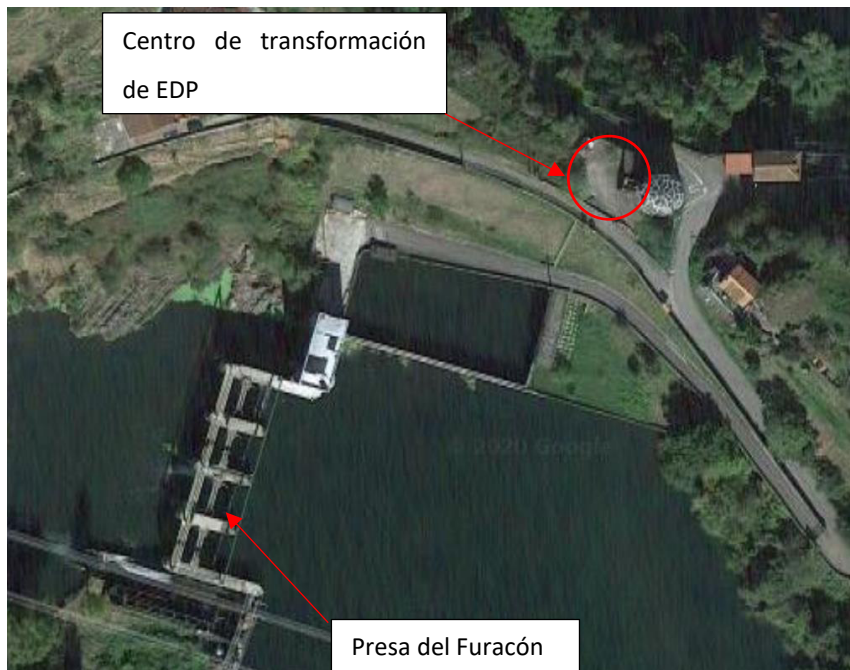 Centro de transformación
de EDP
© 2020 Google
Presa del Furacón